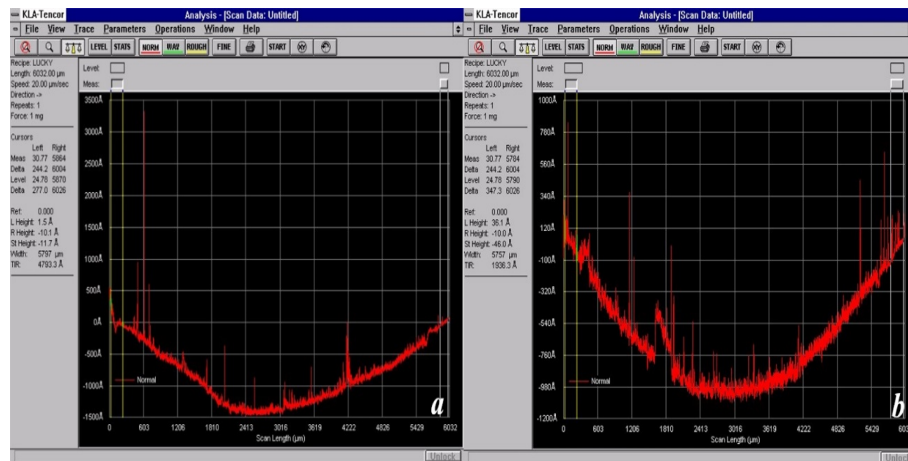 KLA-Tencor Analysis - [Scan Data: Untitled]
File View Trace Parameters Operations Window Help
LEVEL STATS NORM WAV ROUGH FINE START XY
Recipe: LUCKY
Length: 6032.00 µm
Speed: 20.00 µm/sec
Direction ->
Repeats: 1
Force: 1 mg
Cursors
Left Right
Meas 30.77 5864
Delta 244.2 6004
Level 24.78 5870
Delta 277.0 6026
Ref: 0.000
L Height: 1.5 Å
R Height: -10.1 Å
St Height: -11.7 Å
Width: 5797 µm
TIR: 4793.3 Å
Level:
Meas:
3500Å
3000Å
2500Å
2000Å
1500Å
1000Å
500Å
0Å
-500Å
-1000Å
-1500Å
Normal
a
0 603 1206 1809 2413 3016 3619 4222 4826 5429 6032
Scan Length (µm)
Unlock
KLA-Tencor Analysis - [Scan Data: Untitled]
File View Trace Parameters Operations Window Help
LEVEL STATS NORM WAV ROUGH FINE START XY
Recipe: LUCKY
Length: 6032.00 µm
Speed: 20.00 µm/sec
Direction ->
Repeats: 1
Force: 1 mg
Cursors
Left Right
Meas 30.77 5784
Delta 244.2 6004
Level 24.78 5790
Delta 347.3 6026
Ref: 0.000
L Height: 36.1 Å
R Height: -10.0 Å
St Height: -46.0 Å
Width: 5757 µm
TIR: 1936.3 Å
Level:
Meas:
1000Å
780Å
560Å
340Å
120Å
-100Å
-320Å
-540Å
-760Å
-980Å
-1200Å
Normal
b
0 603 1206 1809 2413 3016 3619 4222 4826 5429 603
Scan Length (µm)